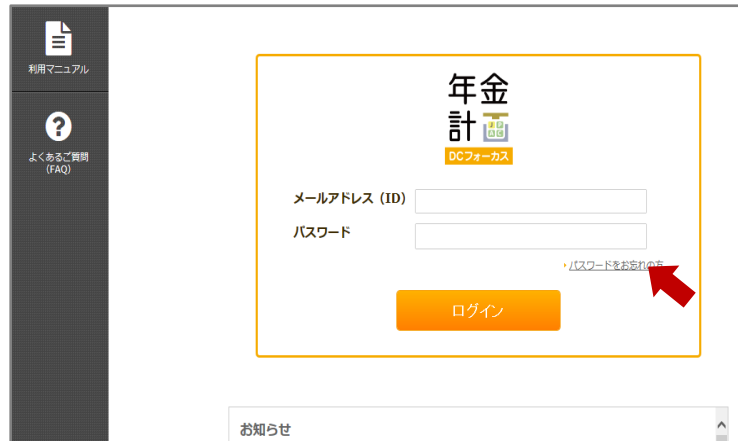 利用マニュアル
よくあるご質問
(FAQ)
年金
計画
DCフォーカス
メールアドレス (ID)
パスワード
パスワードをお忘れの方
ログイン
お知らせ